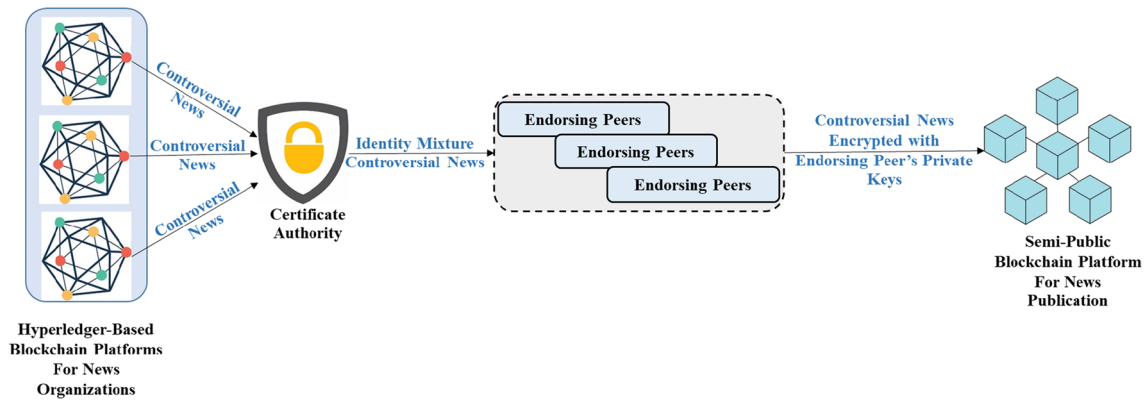 Controversial
News
Controversial
News
Controversial
News
Hyperledger-Based
Blockchain Platforms
For News
Organizations
Certificate
Authority
Identity Mixture
Controversial News
Endorsing Peers
Endorsing Peers
Endorsing Peers
Controversial News
Encrypted with
Endorsing Peer's Private
Keys
Semi-Public
Blockchain Platform
For News
Publication